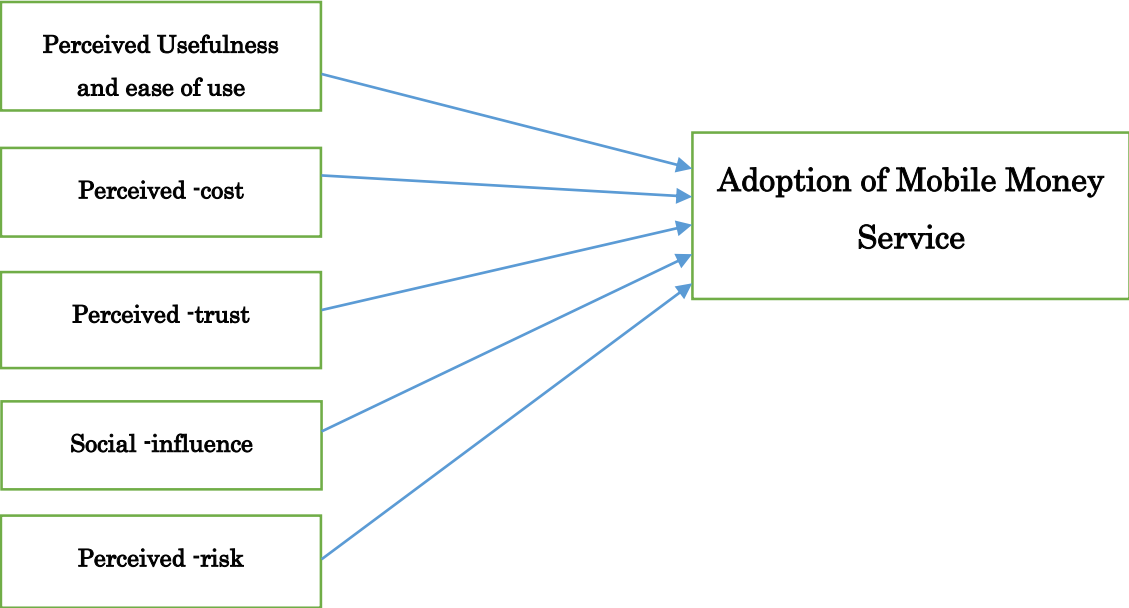 Perceived Usefulness
and ease of use
Perceived -cost
Perceived -trust
Social -influence
Perceived -risk
Adoption of Mobile Money
Service